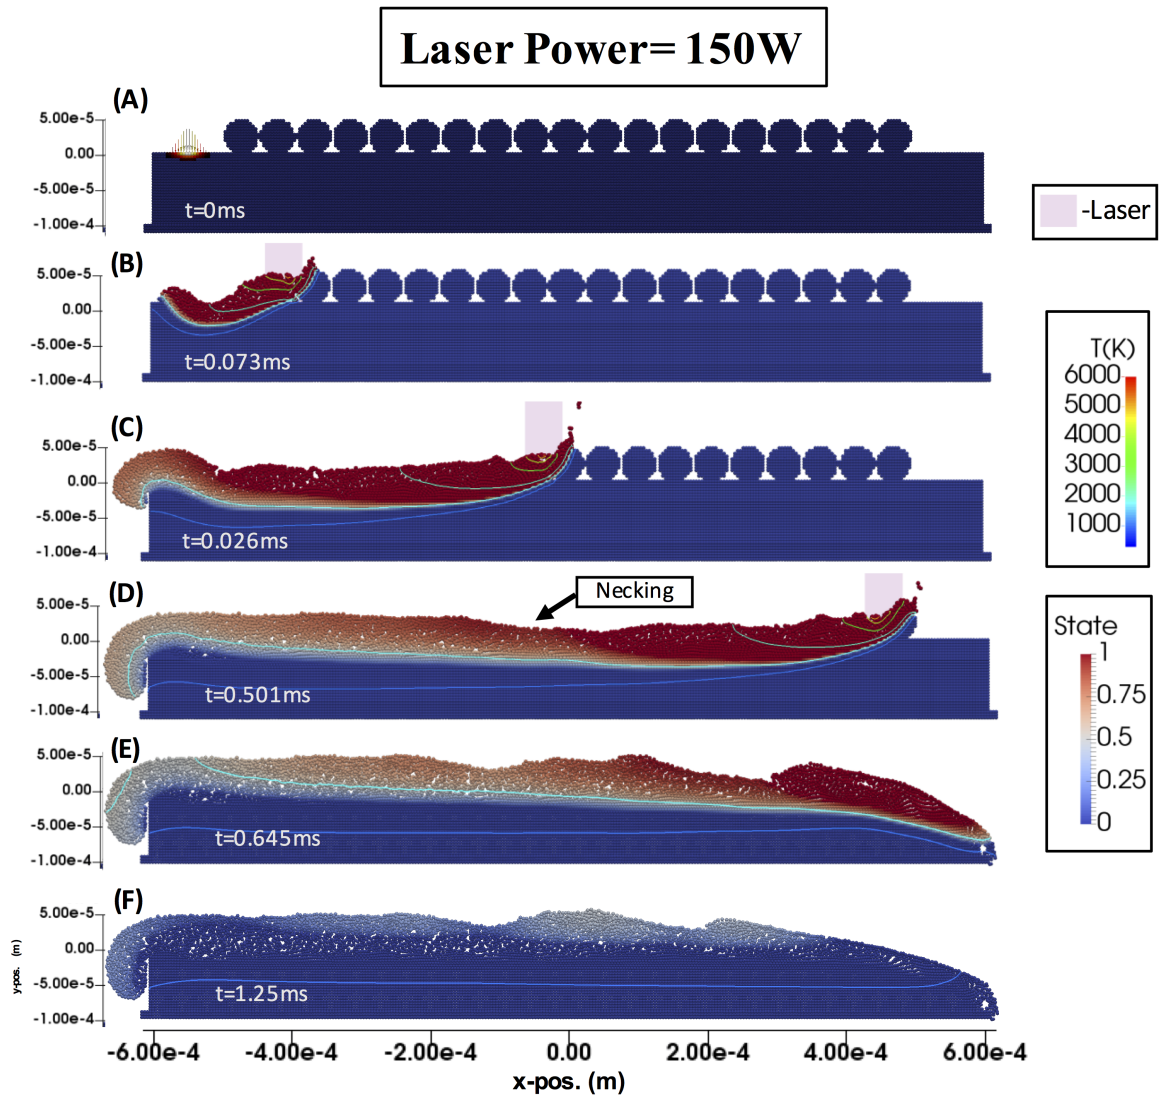 Laser Power= 150W
(A)
5.00e-5
0.00
-5.00e-5
-1.00e-4
t=0ms
-Laser
(B)
5.00e-5
0.00
-5.00e-5
-1.00e-4
t=0.073ms
T(K)
6000
5000
4000
3000
2000
1000
(C)
5.00e-5
0.00
-5.00e-5
-1.00e-4
t=0.026ms
(D)
Necking
5.00e-5
0.00
-5.00e-5
-1.00e-4
t=0.501ms
State
1
0.75
0.5
0.25
0
(E)
5.00e-5
0.00
-5.00e-5
-1.00e-4
t=0.645ms
(F)
5.00e-5
0.00
-5.00e-5
-1.00e-4
t=1.25ms
y-pos. (m)
-6.00e-4 -4.00e-4 -2.00e-4 0.00 2.00e-4 4.00e-4 6.00e-4
x-pos. (m)